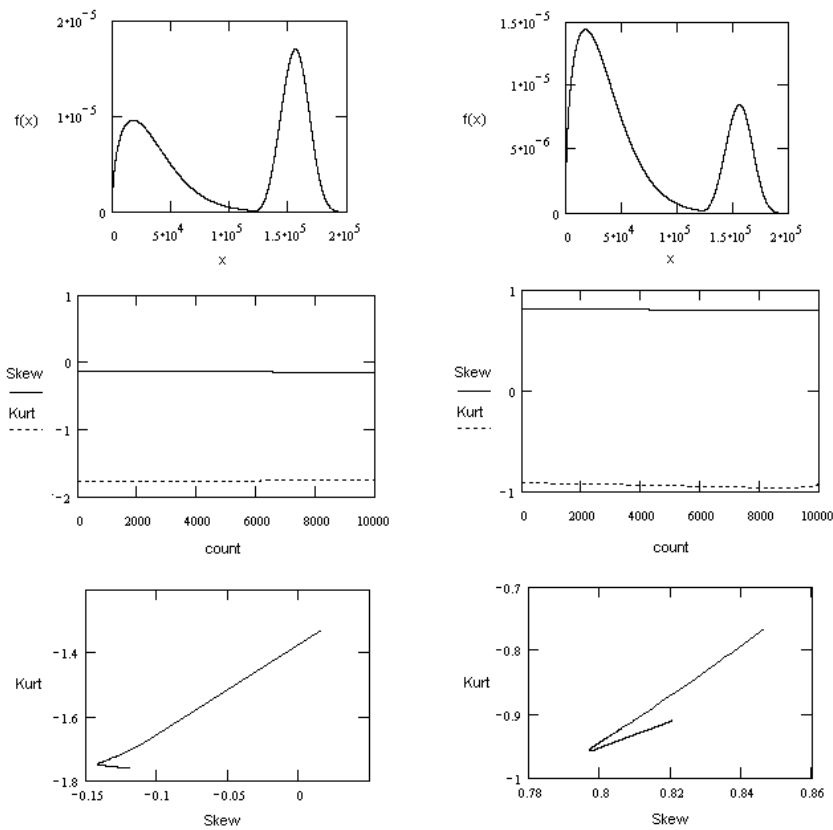 2•10⁻⁵
1•10⁻⁵
f(x)
0
0 5•10⁴ 1•10⁵ 1.5•10⁵ 2•10⁵
x
1.5•10⁻⁵
1•10⁻⁵
f(x)
5•10⁻⁶
0
0 5•10⁴ 1•10⁵ 1.5•10⁵ 2•10⁵
x
1
0
Skew
Kurt
−1
−2
0 2000 4000 6000 8000 10000
count
1
Skew
0
Kurt
−1
0 2000 4000 6000 8000 10000
count
−1.4
Kurt
−1.6
−1.8
−0.15 −0.1 −0.05 0
Skew
−0.7
−0.8
Kurt
−0.9
−1
0.78 0.8 0.82 0.84 0.86
Skew